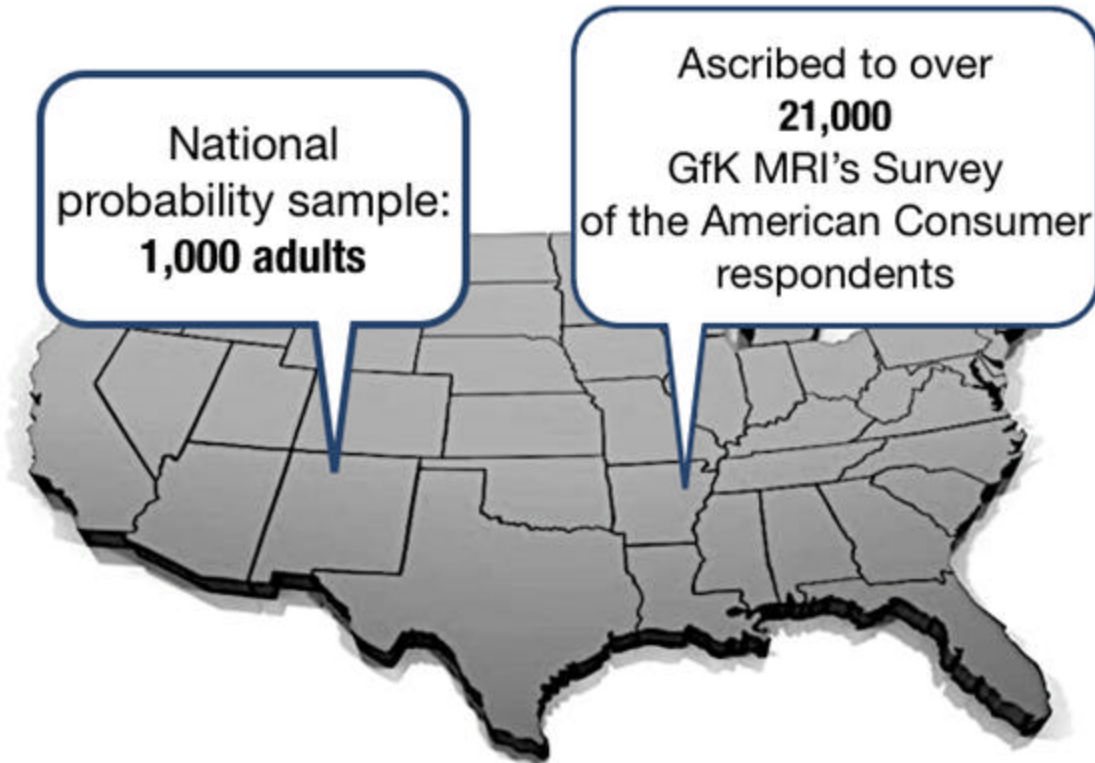 National
probability sample:
1,000 adults
Ascribed to over
21,000
GfK MRI's Survey
of the American Consumer
respondents